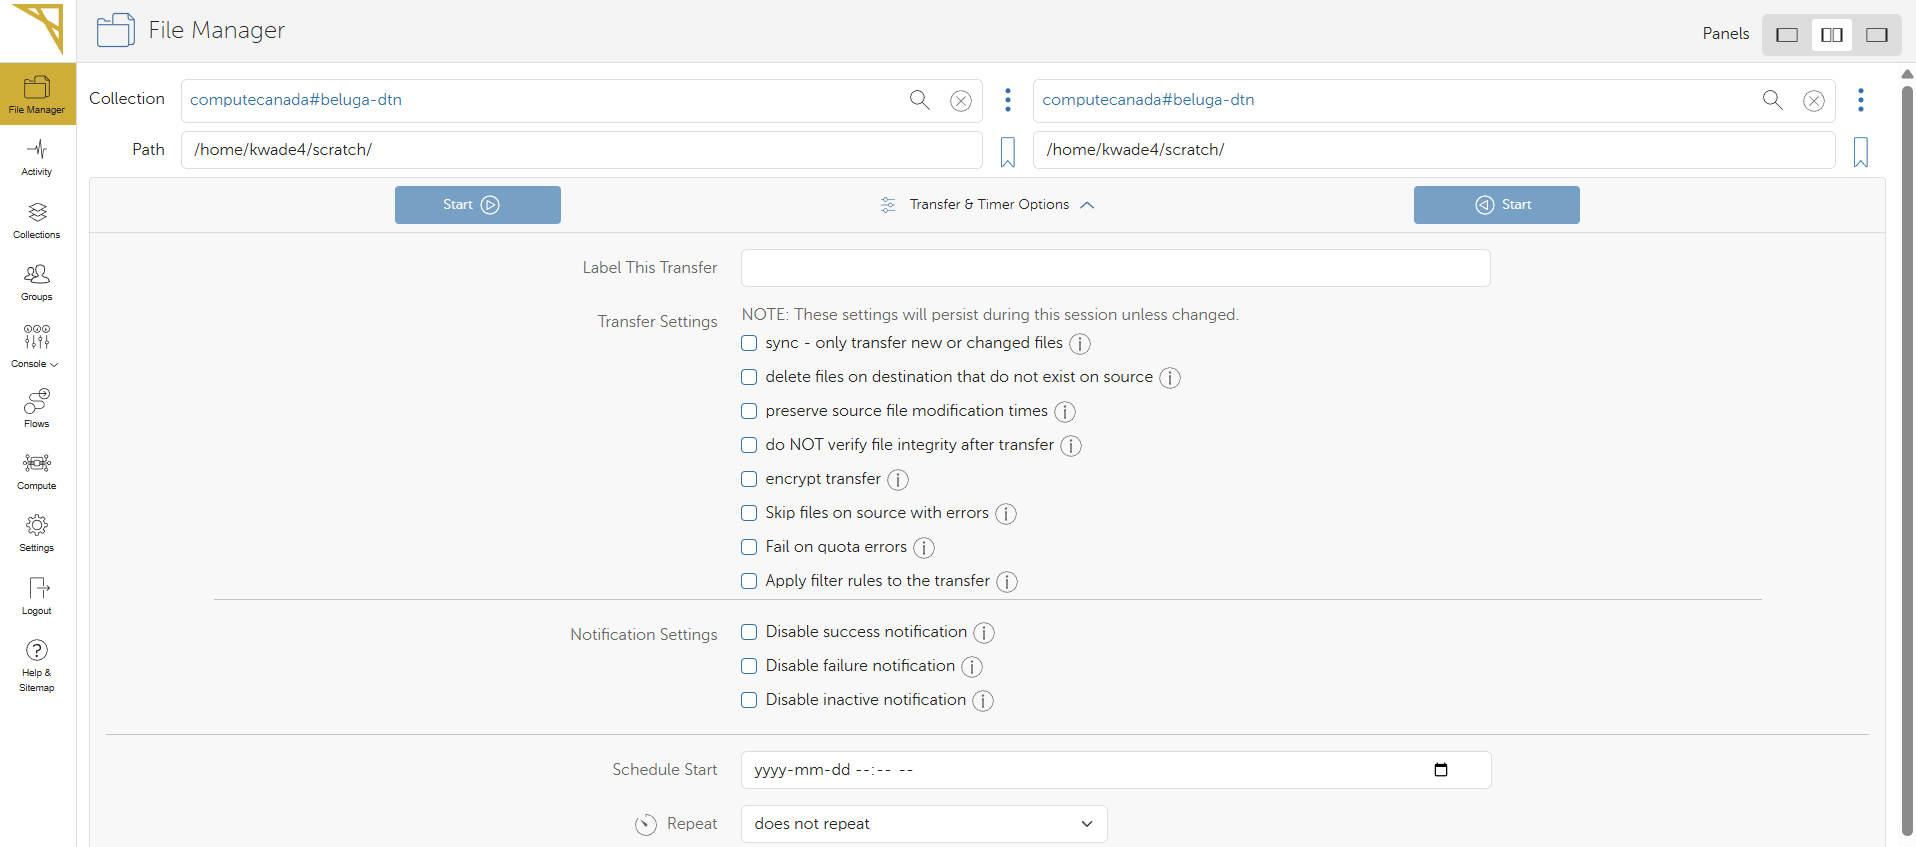 File Manager
Panels
File Manager
Activity
Collections
Groups
Console
Flows
Compute
Settings
Logout
Help &
Sitemap
Collection
computecanada#beluga-dtn
computecanada#beluga-dtn
Path
/home/kwade4/scratch/
/home/kwade4/scratch/
Start
Transfer & Timer Options
Start
Label This Transfer
Transfer Settings
NOTE: These settings will persist during this session unless changed.
sync - only transfer new or changed files
delete files on destination that do not exist on source
preserve source file modification times
do NOT verify file integrity after transfer
encrypt transfer
Skip files on source with errors
Fail on quota errors
Apply filter rules to the transfer
Notification Settings
Disable success notification
Disable failure notification
Disable inactive notification
Schedule Start
yyyy-mm-dd --:-- --
Repeat
does not repeat